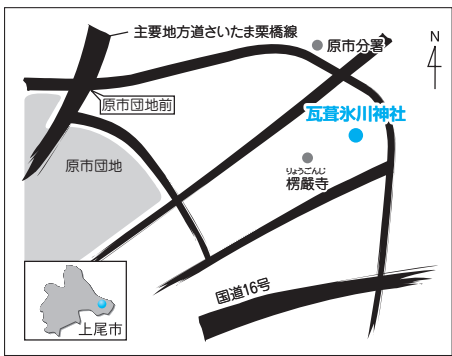 主要地方道さいたま栗橋線
原市分署
N
原市団地前
瓦葺氷川神社
原市団地
りょうごんじ
楞嚴寺
国道16号
上尾市